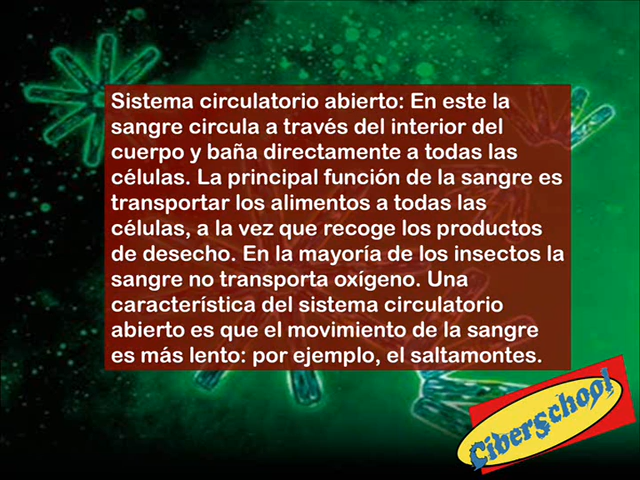 Sistema circulatorio abierto: En este la
sangre circula a través del interior del
cuerpo y baña directamente a todas las
células. La principal función de la sangre es
transportar los alimentos a todas las
células, a la vez que recoge los productos
de desecho. En la mayoría de los insectos la
sangre no transporta oxígeno. Una
característica del sistema circulatorio
abierto es que el movimiento de la sangre
es más lento: por ejemplo, el saltamontes.
Ciberschool